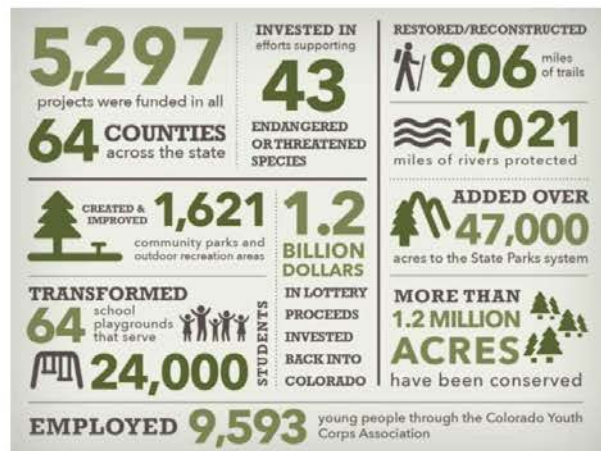 5,297
projects were funded in all
64 COUNTIES
across the state
INVESTED IN
efforts supporting
43
ENDANGERED
OR THREATENED
SPECIES
RESTORED/RECONSTRUCTED
906 miles
of trails
1,021
miles of rivers protected
CREATED &
IMPROVED 1,621
community parks and
outdoor recreation areas
1.2
BILLION
DOLLARS
IN LOTTERY
PROCEEDS
INVESTED
BACK INTO
COLORADO
ADDED OVER
47,000
acres to the State Parks system
TRANSFORMED
64 school
playgrounds
that serve
24,000
STUDENTS
MORE THAN
1.2 MILLION
ACRES
have been conserved
EMPLOYED 9,593 young people through the Colorado Youth
Corps Association